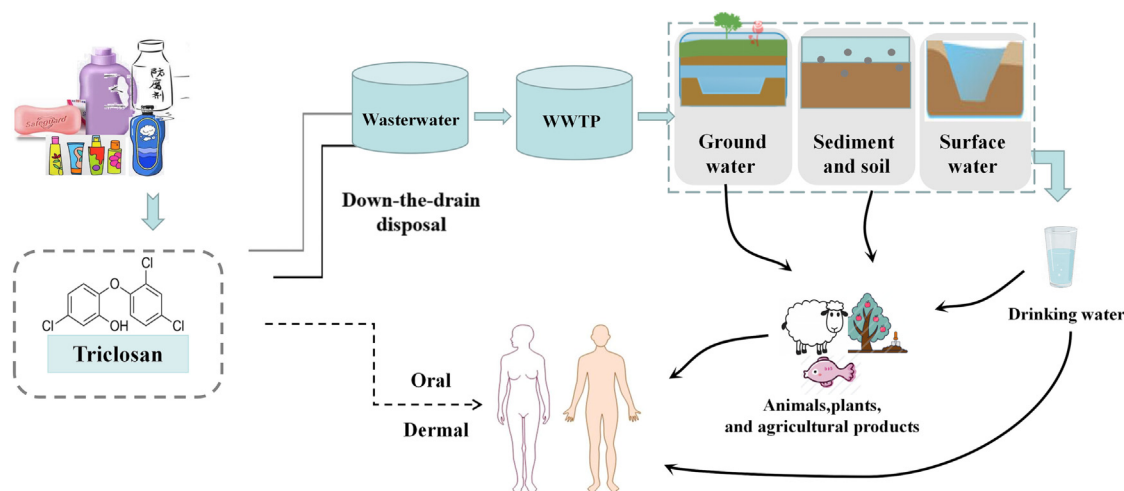 防腐剂
Safeguard
Wasterwater
WWTP
Ground
water
Sediment
and soil
Surface
water
Down-the-drain
disposal
Cl
O
Cl
OH
Cl
Triclosan
Drinking water
Oral
Dermal
Animals,plants,
and agricultural products